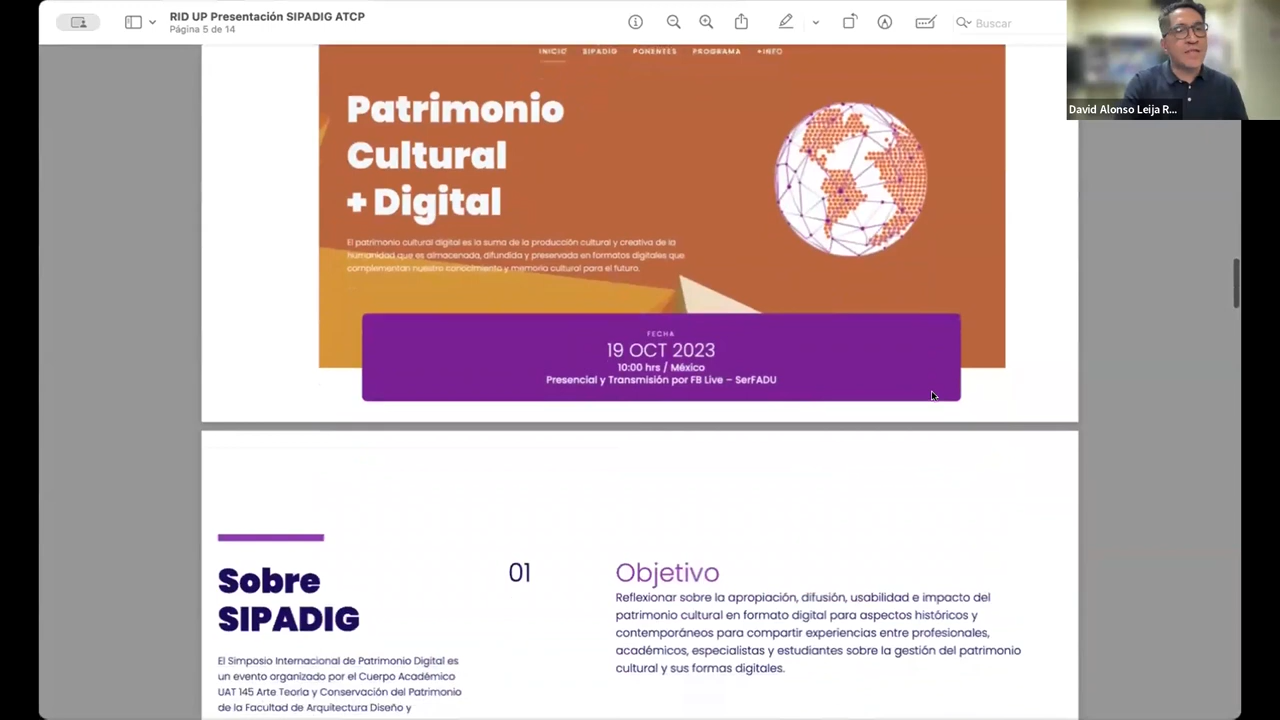 RID UP Presentación SIPADIG ATCP
Página 5 de 14
Buscar
David Alonso Leija R...
INICIO SIPADIG PONENTES PROGRAMA +INFO
Patrimonio
Cultural
+ Digital
El patrimonio cultural digital es la suma de la producción cultural y creativa de la
humanidad que es almacenada, difundida y preservada en formatos digitales que
complementan nuestro conocimiento y memoria cultural para el futuro.
FECHA
19 OCT 2023
10:00 hrs / México
Presencial y Transmisión por FB Live – SerFADU
Sobre
SIPADIG
El Simposio Internacional de Patrimonio Digital es
un evento organizado por el Cuerpo Académico
UAT 145 Arte Teoría y Conservación del Patrimonio
de la Facultad de Arquitectura Diseño y
01
Objetivo
Reflexionar sobre la apropiación, difusión, usabilidad e impacto del
patrimonio cultural en formato digital para aspectos históricos y
contemporáneos para compartir experiencias entre profesionales,
académicos, especialistas y estudiantes sobre la gestión del patrimonio
cultural y sus formas digitales.